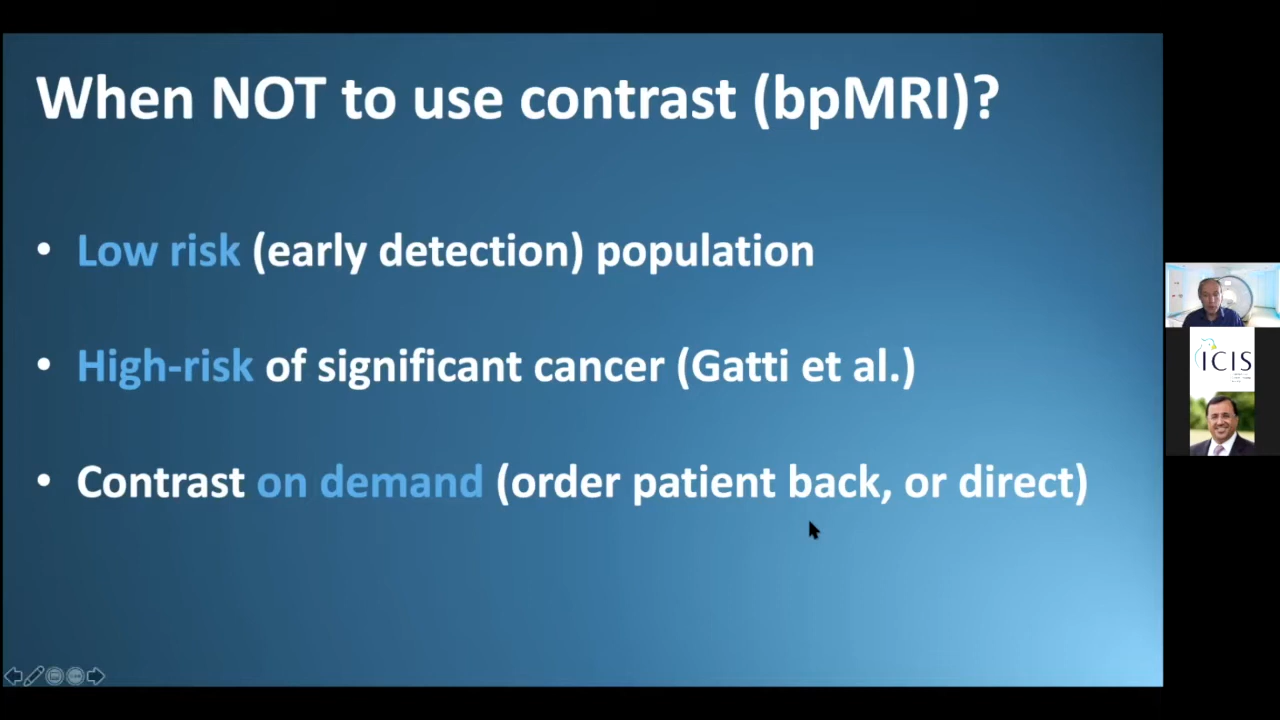 When NOT to use contrast (bpMRI)?
• Low risk (early detection) population
• High-risk of significant cancer (Gatti et al.)
• Contrast on demand (order patient back, or direct)
ICIS